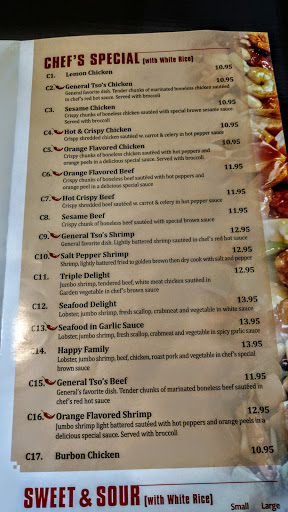 CHEF'S SPECIAL [with White Rice]
C1. Lemon Chicken 10.95
C2. General Tso's Chicken 10.95
General favorite dish. Tender chunks of marinated boneless chicken sautéed
in chef's red hot sauce. Served with broccoli
C3. Sesame Chicken 10.95
Crispy chunks of boneless chicken sautéed with special brown sesame sauce
Served with broccoli
C4. Hot & Crispy Chicken 10.95
Crispy shredded chicken sautéed w. carrot & celery in hot pepper sauce
C5. Orange Flavored Chicken 10.95
Crispy chunks of boneless chicken sautéed with hot peppers and orange
peels in a delicious special sauce. Served with broccoli
C6. Orange Flavored Beef 11.95
Crispy chunks of boneless beef sautéed with hot peppers and
orange peel in a delicious special sauce
C7. Hot Crispy Beef 11.95
Crispy shredded beef sautéed w. carrot & celery in hot pepper sauce
C8. Sesame Beef 11.95
Crispy chunk of boneless beef sautéed with special brown sauce
C9. General Tso's Shrimp 12.95
General favorite dish. Lightly battered shrimp sautéed in chef's red hot sauce
C10. Salt Pepper Shrimp 12.95
Shrimp, lightly battered fried to golden brown then dry cook with salt and pepper
C11. Triple Delight 12.95
Jumbo shrimp, tendered beef, white meat chicken sautéed in
Garden vegetable in chef's brown sauce
C12. Seafood Delight 13.95
Lobster, jumbo shrimp, fresh scallop, crabmeat and vegetable in white sauce
C13. Seafood in Garlic Sauce 13.95
Lobster, jumbo shrimp, fresh scallop, crabmeat and vegetable in spicy garlic sauce
C14. Happy Family 13.95
Lobster, jumbo shrimp, beef, chicken, roast pork and vegetable in chef's special
brown sauce
C15. General Tso's Beef 11.95
General's favorite dish. Tender chunks of marinated boneless beef sautéed in
chef's red hot sauce
C16. Orange Flavored Shrimp 12.95
Jumbo shrimp light battered sautéed with hot peppers and orange peels in a
delicious special sauce. Served with broccoli
C17. Burbon Chicken 10.95
SWEET & SOUR [with White Rice]
Small Large